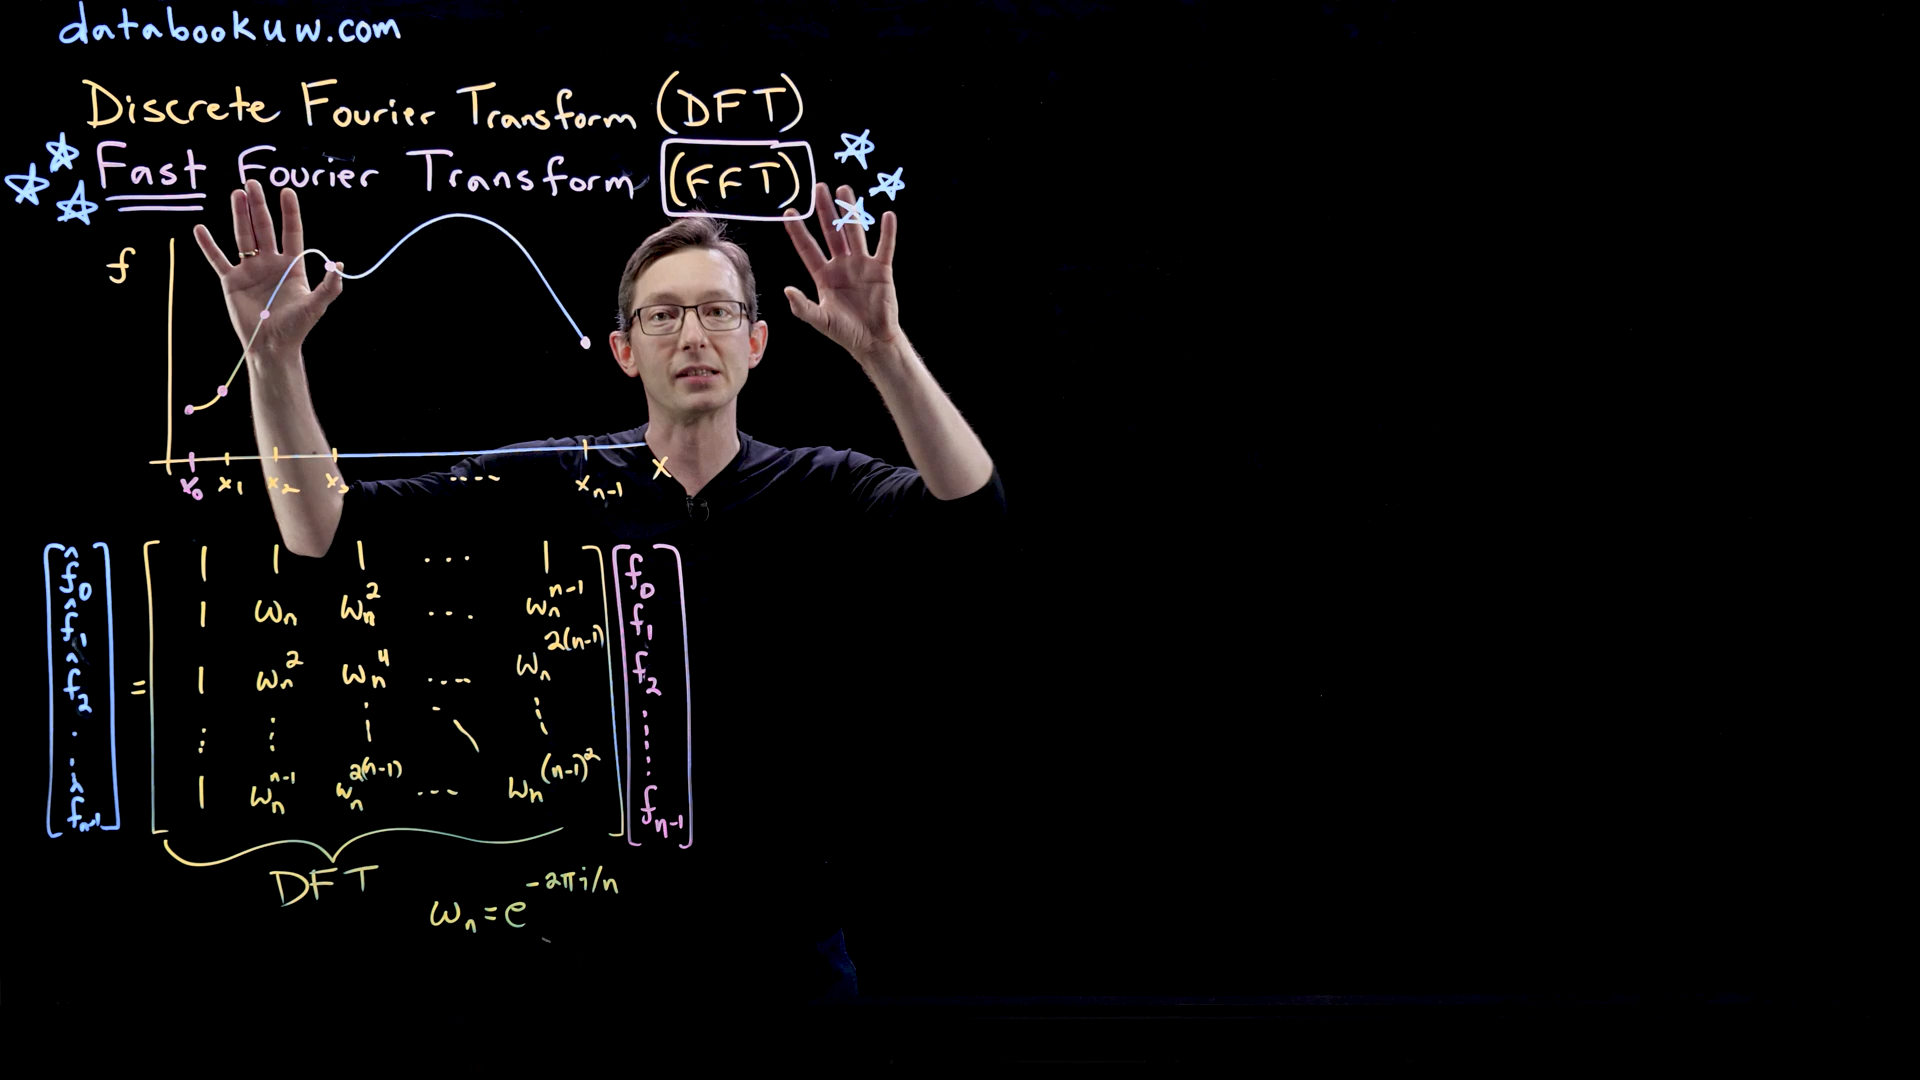 databookuw.com
Discrete Fourier Transform (DFT)
Fast Fourier Transform (FFT)
f
x₀ x₁ x₂ x₃ .... xₙ₋₁ x
[f̂₀ f̂₁ f̂₂ ... f̂ₙ₋₁] =
1 1 1 ... 1
1 ωₙ ωₙ² ... ωₙⁿ⁻¹
1 ωₙ² ωₙ⁴ .... ωₙ²⁽ⁿ⁻¹⁾
⋮ ⋮ ⋮ ⋱ ⋮
1 ωₙⁿ⁻¹ ωₙ²⁽ⁿ⁻¹⁾ ... ωₙ^(n-1)²
[f₀ f₁ f₂ ⋮ fₙ₋₁]
DFT
ωₙ = e^-2πi/n